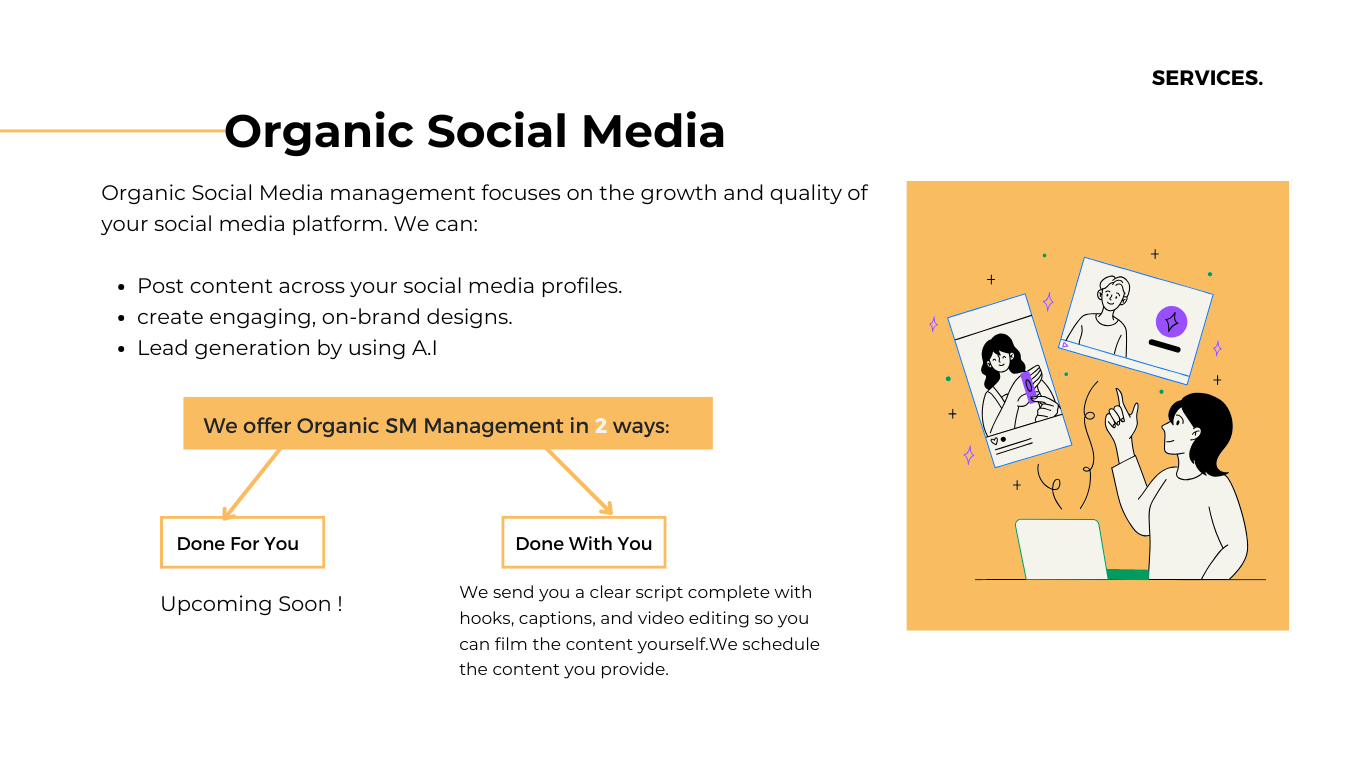 SERVICES.
Organic Social Media
Organic Social Media management focuses on the growth and quality of
your social media platform. We can:
• Post content across your social media profiles.
• create engaging, on-brand designs.
• Lead generation by using A.I
We offer Organic SM Management in 2 ways:
Done For You
Upcoming Soon !
Done With You
We send you a clear script complete with
hooks, captions, and video editing so you
can film the content yourself.We schedule
the content you provide.